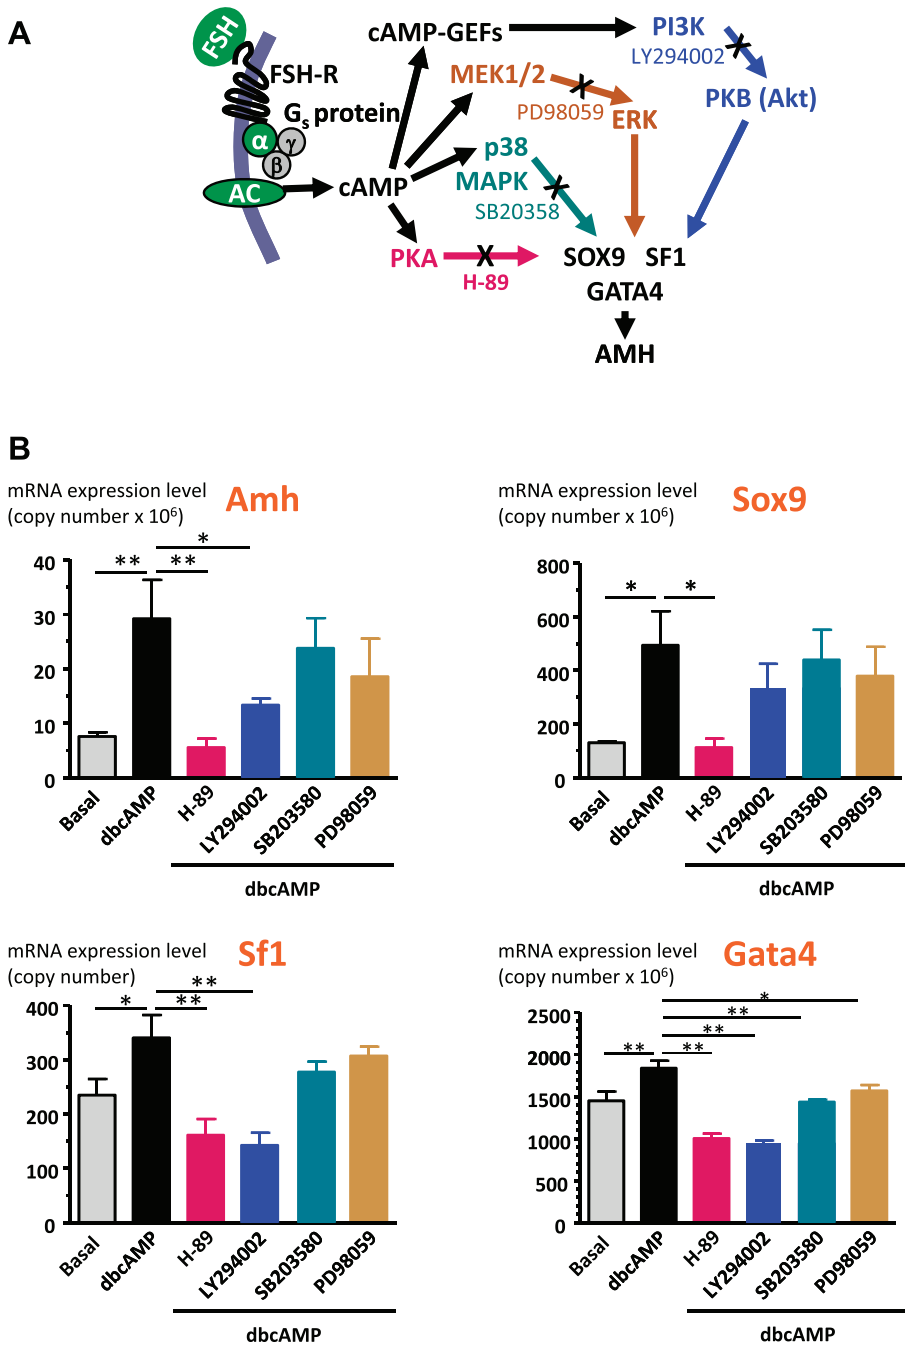 A
FSH
FSH-R
Gs protein
α
γ
β
AC
cAMP
cAMP-GEFs
PI3K
LY294002
PKB (Akt)
MEK1/2
PD98059
ERK
p38
MAPK
SB20358
PKA
X
H-89
SOX9 SF1
GATA4
AMH
B
mRNA expression level
(copy number x 10⁶)
Amh
**
**
*
40
30
20
10
0
Basal
dbcAMP
H-89
LY294002
SB203580
PD98059
dbcAMP
mRNA expression level
(copy number x 10⁶)
Sox9
*
*
800
600
400
200
0
Basal
dbcAMP
H-89
LY294002
SB203580
PD98059
dbcAMP
mRNA expression level
(copy number)
Sf1
**
*
**
400
300
200
100
0
Basal
dbcAMP
H-89
LY294002
SB203580
PD98059
dbcAMP
mRNA expression level
(copy number x 10⁶)
Gata4
*
**
**
**
**
2500
2000
1500
1000
500
0
Basal
dbcAMP
H-89
LY294002
SB203580
PD98059
dbcAMP